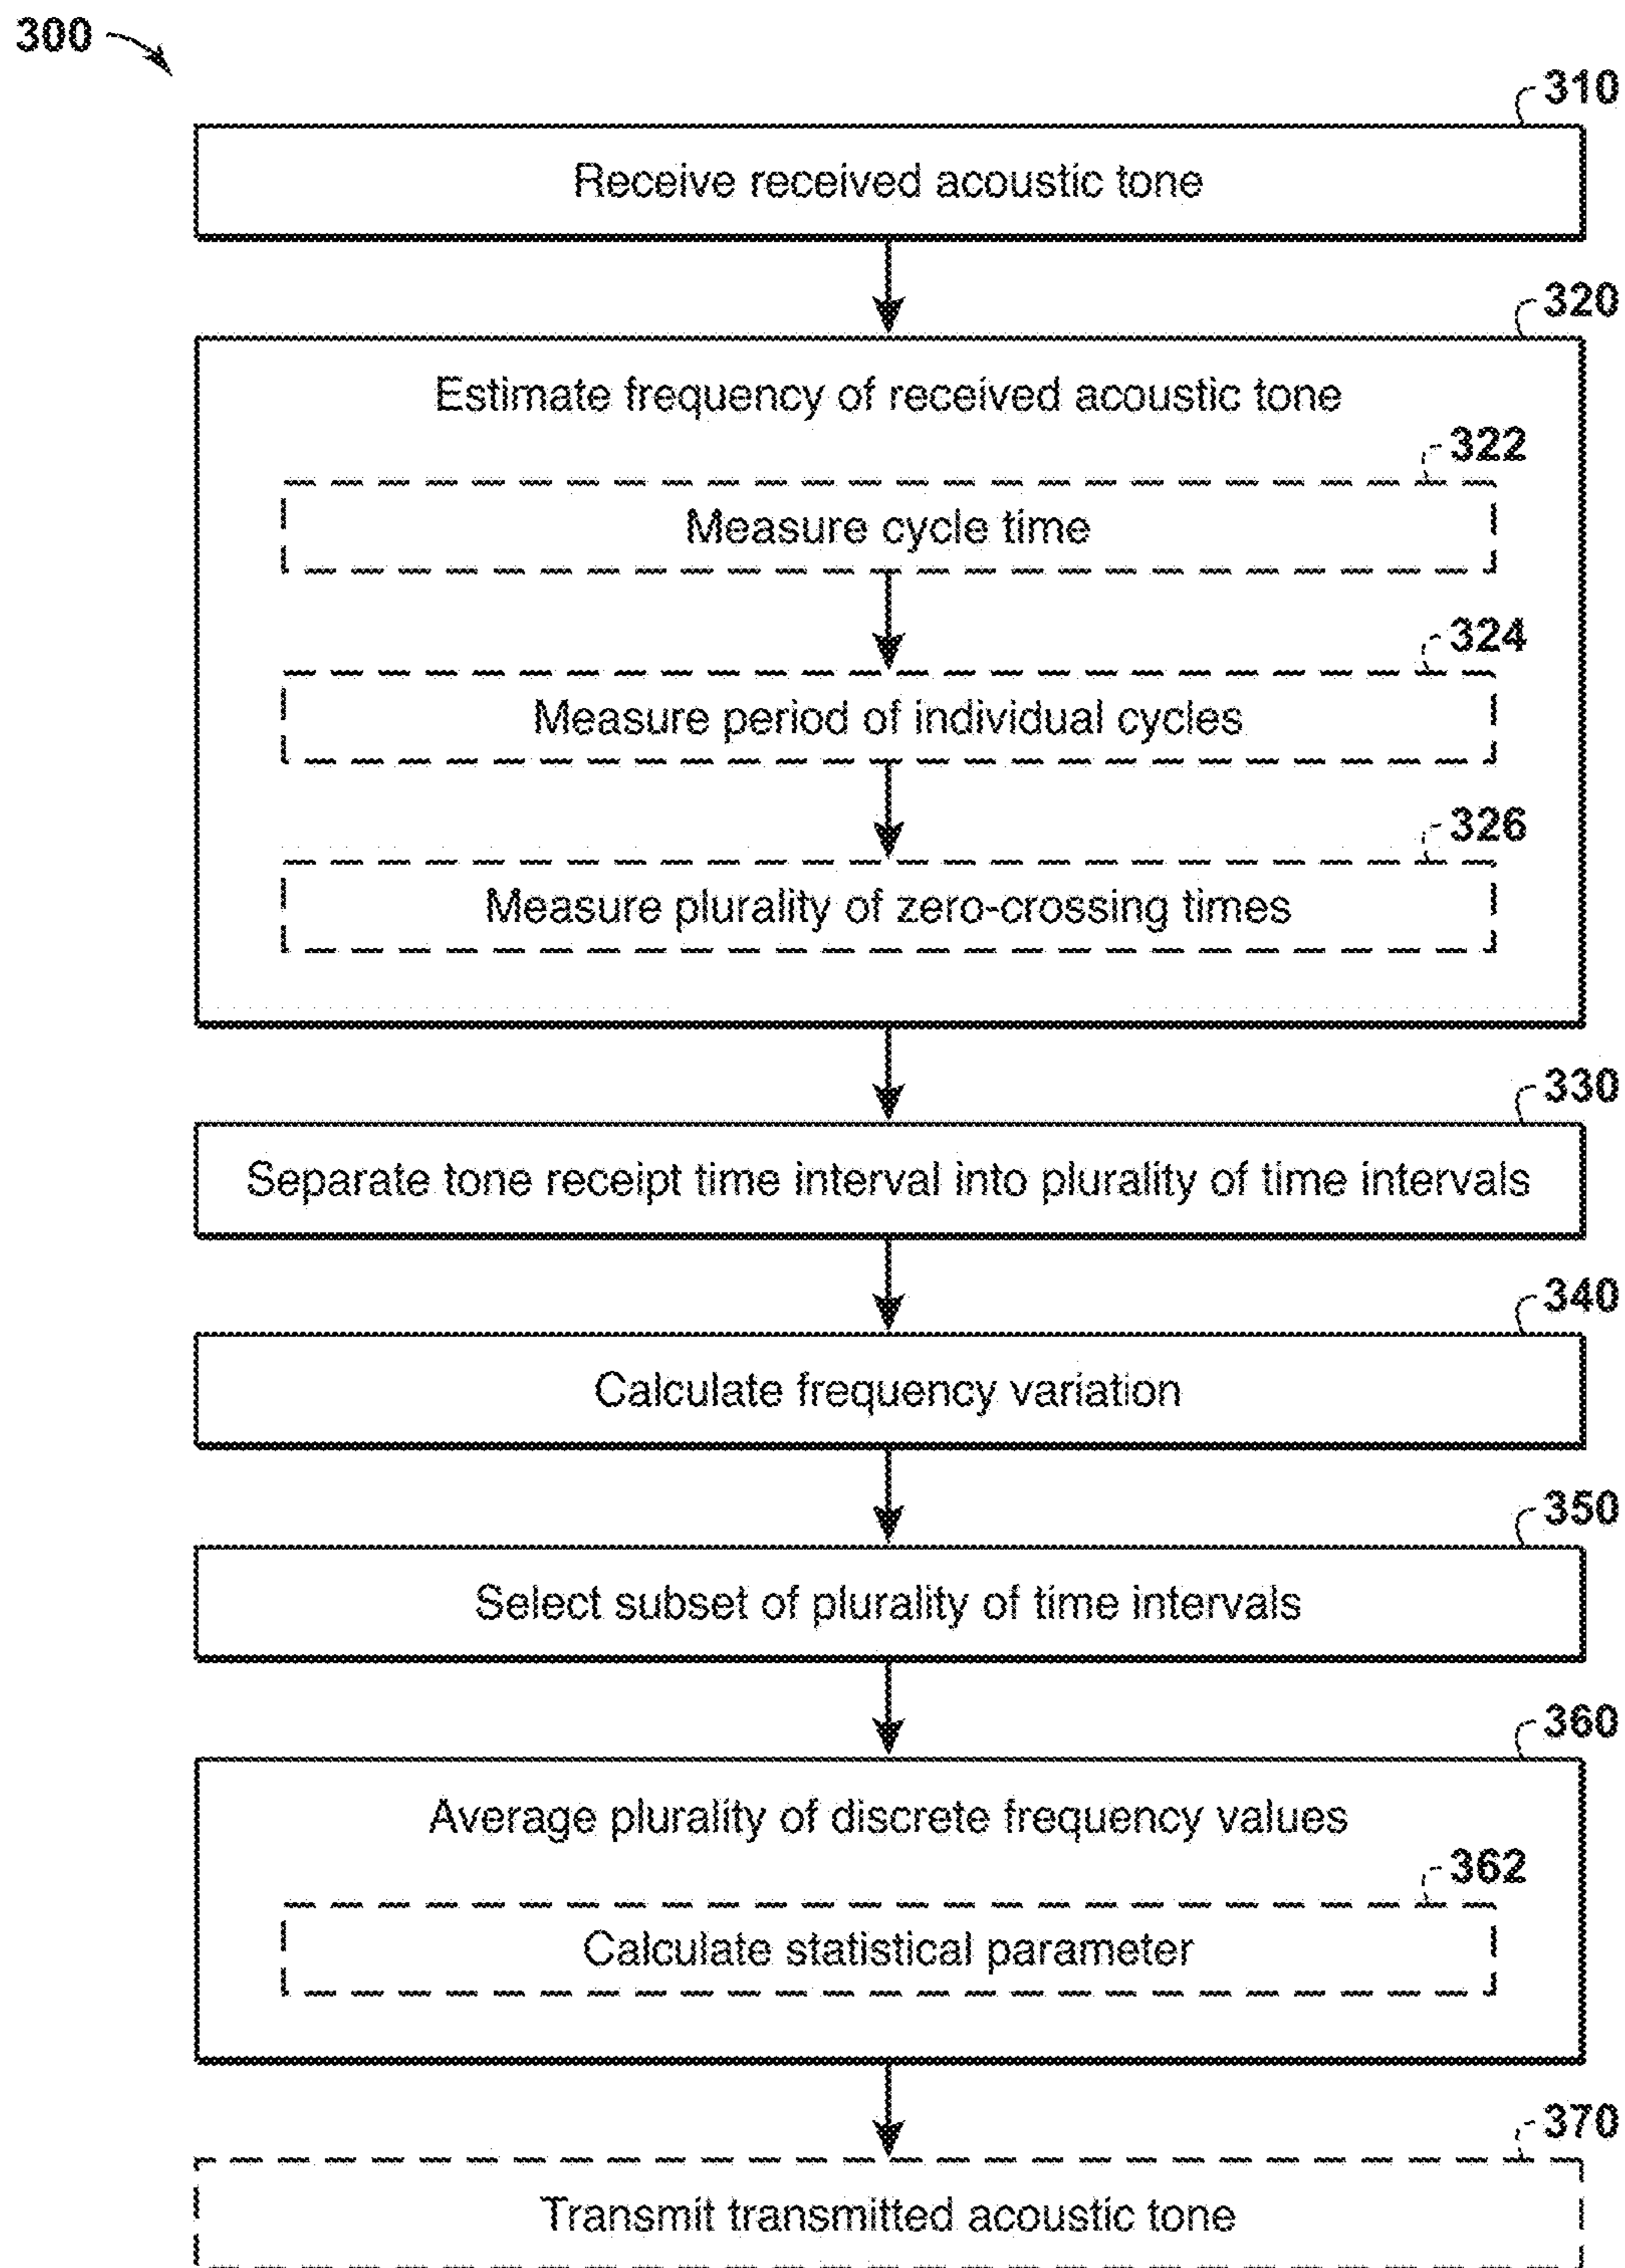 300
310
Receive received acoustic tone
320
Estimate frequency of received acoustic tone
322
Measure cycle time
324
Measure period of individual cycles
326
Measure plurality of zero-crossing times
330
Separate tone receipt time interval into plurality of time intervals
340
Calculate frequency variation
350
Select subset of plurality of time intervals
360
Average plurality of discrete frequency values
362
Calculate statistical parameter
370
Transmit transmitted acoustic tone